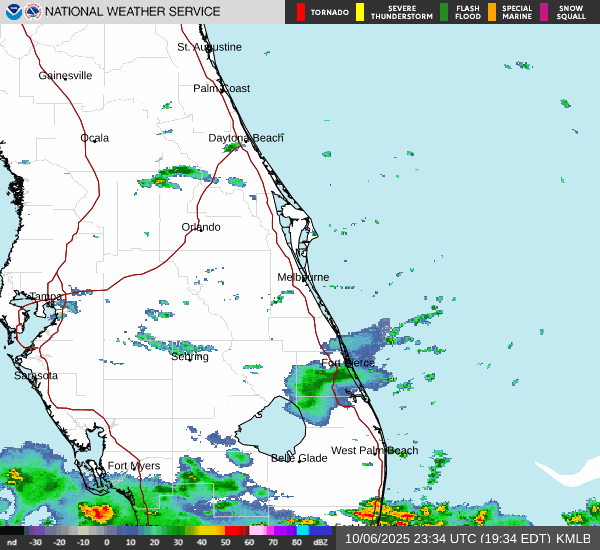 NATIONAL WEATHER SERVICE
TORNADO
SEVERE THUNDERSTORM
FLASH FLOOD
SPECIAL MARINE
SNOW SQUALL
St. Augustine
Gainesville
Palm Coast
Ocala
Daytona Beach
Orlando
Melbourne
Tampa
Sebring
Fort Pierce
Sarasota
West Palm Beach
Belle Glade
Fort Myers
nd -30 -20 -10 0 10 20 30 40 50 60 70 80 dBZ
10/06/2025 23:34 UTC (19:34 EDT) KMLB